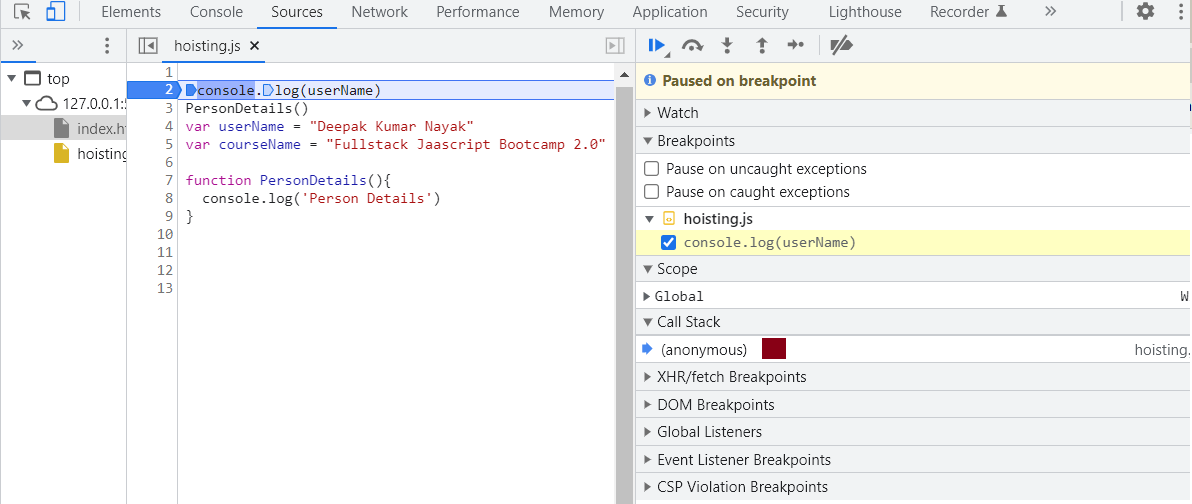 Elements Console Sources Network Performance Memory Application Security Lighthouse Recorder
hoisting.js
top
127.0.0.1:5
index.h
hoisting
1
2 console.log(userName)
3 PersonDetails()
4 var userName = "Deepak Kumar Nayak"
5 var courseName = "Fullstack Jaascript Bootcamp 2.0"
6
7 function PersonDetails(){
8 console.log('Person Details')
9 }
10
11
12
13
Paused on breakpoint
Watch
Breakpoints
Pause on uncaught exceptions
Pause on caught exceptions
hoisting.js
console.log(userName)
Scope
Global W
Call Stack
(anonymous) hoisting.
XHR/fetch Breakpoints
DOM Breakpoints
Global Listeners
Event Listener Breakpoints
CSP Violation Breakpoints